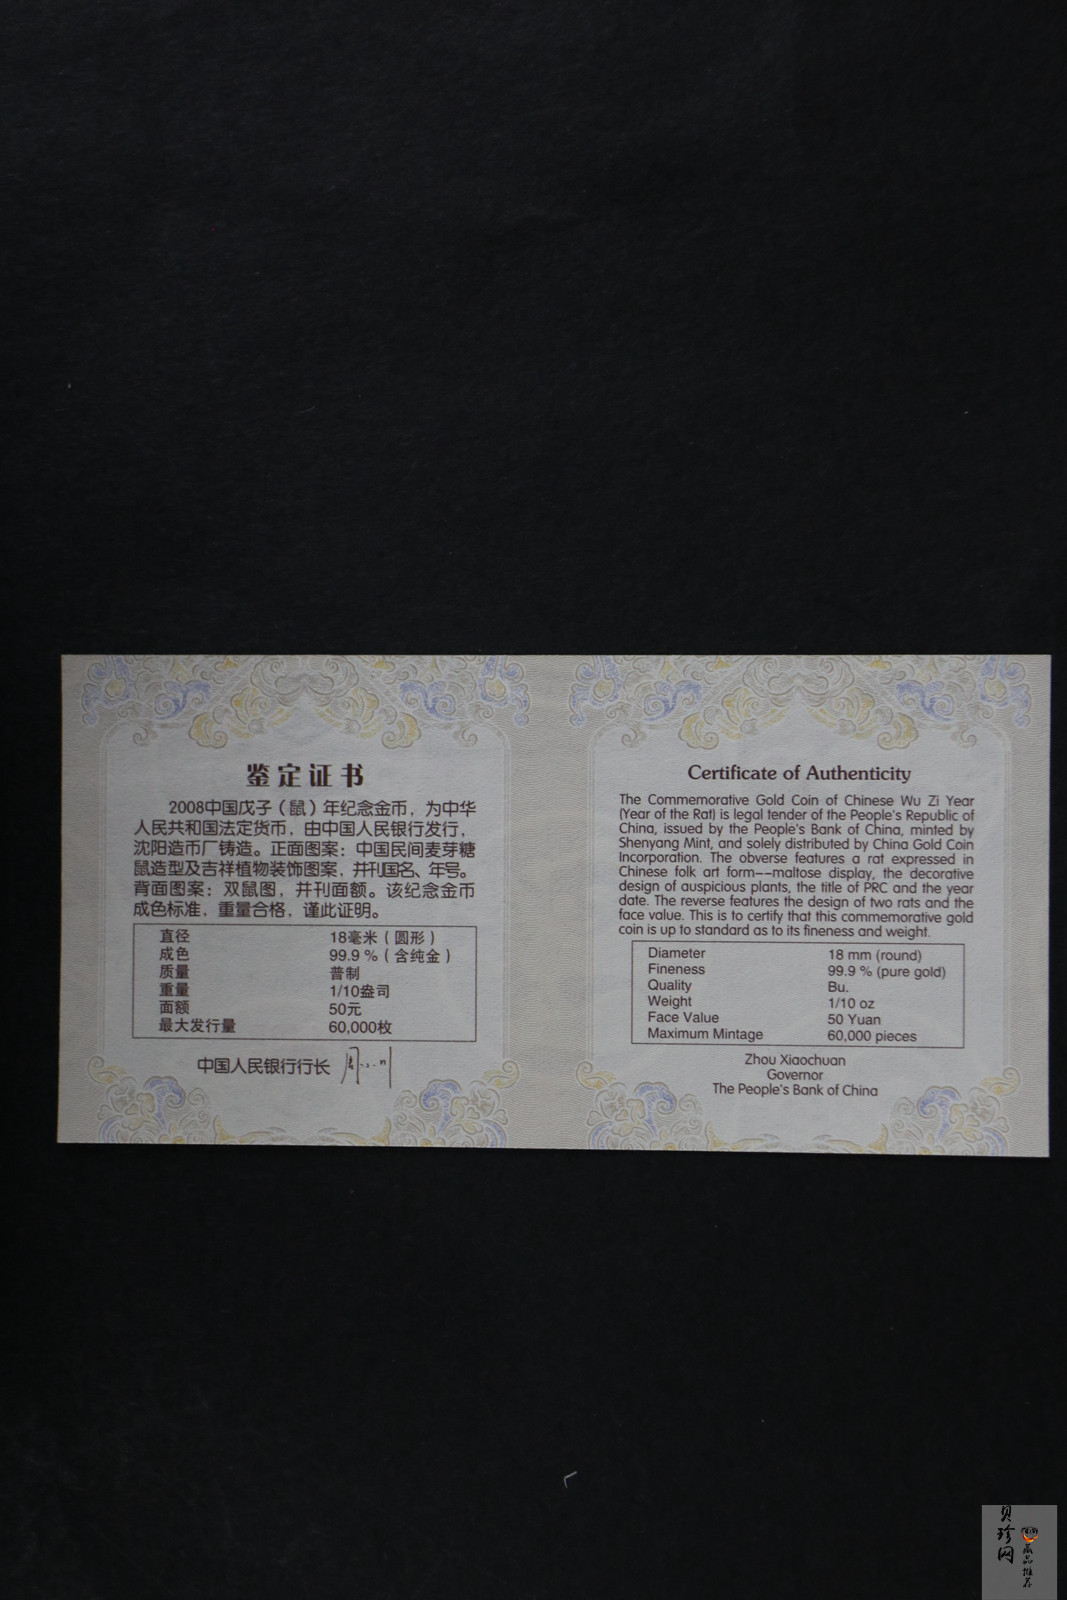 鉴定证书
2008中国戊子（鼠）年纪念金币，为中华
人民共和国法定货币，由中国人民银行发行，
沈阳造币厂铸造。正面图案：中国民间麦芽糖
鼠造型及吉祥植物装饰图案，并刊国名、年号。
背面图案：双鼠图，并刊面额。该纪念金币
成色标准，重量合格，谨此证明。
直径 18毫米（圆形）
成色 99.9％（含纯金）
质量 普制
重量 1/10盎司
面额 50元
最大发行量 60,000枚
中国人民银行行长
Certificate of Authenticity
The Commemorative Gold Coin of Chinese Wu Zi Year
(Year of the Rat) is legal tender of the People's Republic of
China, issued by the People's Bank of China, minted by
Shenyang Mint, and solely distributed by China Gold Coin
Incorporation. The obverse features a rat expressed in
Chinese folk art form--maltose display, the decorative
design of auspicious plants, the title of PRC and the year
date. The reverse features the design of two rats and the
face value. This is to certify that this commemorative gold
coin is up to standard as to its fineness and weight.
Diameter 18 mm (round)
Fineness 99.9 % (pure gold)
Quality Bu.
Weight 1/10 oz
Face Value 50 Yuan
Maximum Mintage 60,000 pieces
Zhou Xiaochuan
Governor
The People's Bank of China
贝珍网
藏品推荐